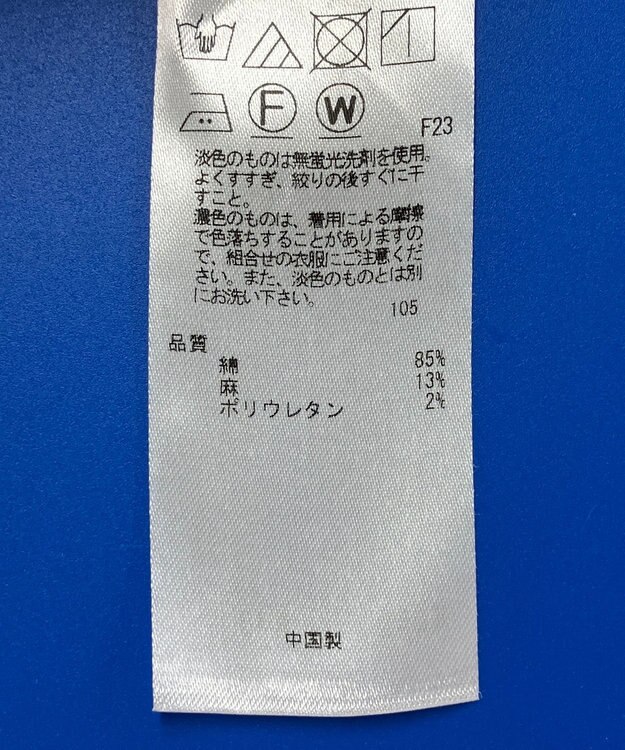 F W
F23
淡色のものは無蛍光洗剤を使用。
よくすすぎ、絞りの後すぐに干
すこと。
濃色のものは、着用による摩擦
で色落ちすることがありますの
で、組合せの衣服にご注意くだ
さい。また、淡色のものとは別
にお洗い下さい。
105
品質
綿 85%
麻 13%
ポリウレタン 2%
中国製